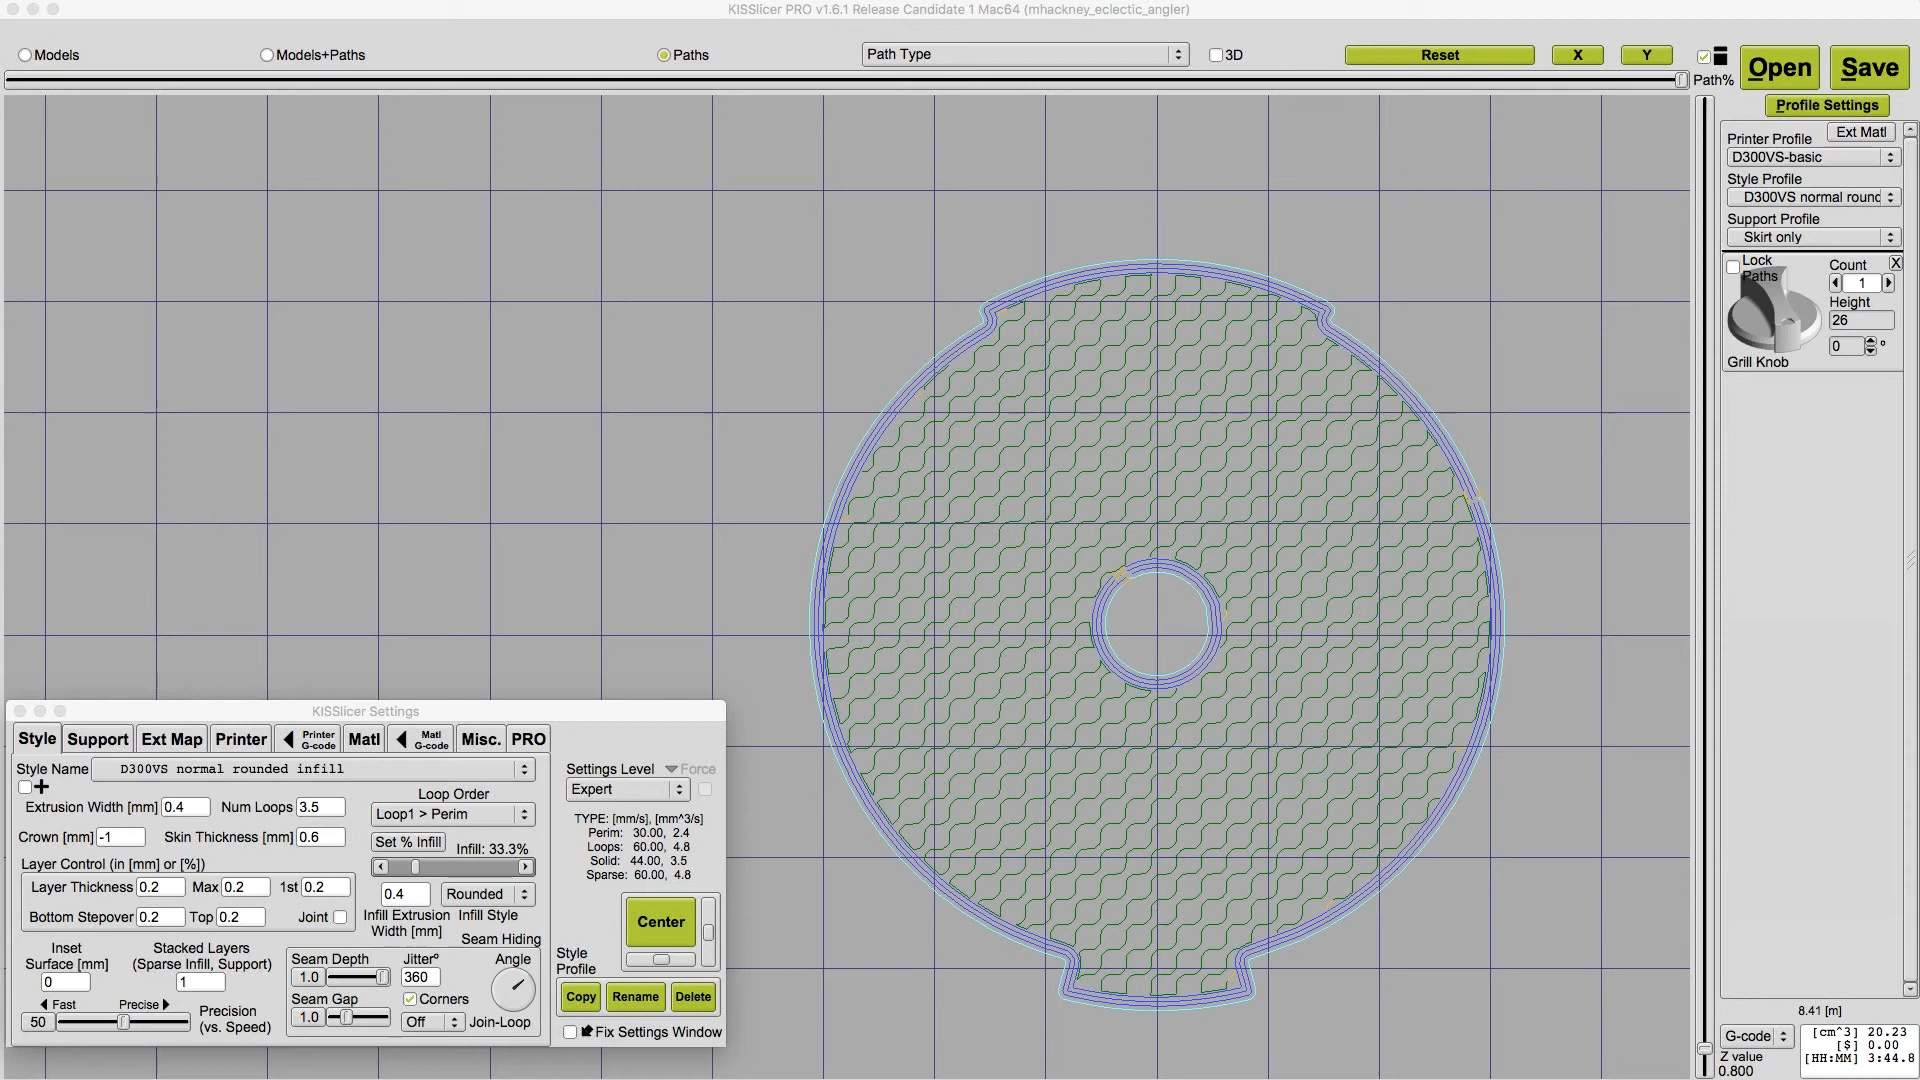 KISSlicer PRO v1.6.1 Release Candidate 1 Mac64 (mhackney_eclectic_angler)
Models
Models+Paths
Paths
Path Type
3D
Reset
X
Y
Path%
Open
Save
Profile Settings
Printer Profile
Ext Matl
D300VS-basic
Style Profile
D300VS normal roun
Support Profile
Skirt only
Lock
Paths
Count
X
1
Height
26
0 °
Grill Knob
KISSlicer Settings
Style
Support
Ext Map
Printer
Printer
G-code
Matl
Matl
G-code
Misc.
PRO
Style Name
D300VS normal rounded infill
Extrusion Width [mm] 0.4
Num Loops 3.5
Loop Order
Loop1 > Perim
Crown [mm] -1
Skin Thickness [mm] 0.6
Set % Infill
Infill: 33.3%
Layer Control (in [mm] or [%])
Layer Thickness 0.2
Max 0.2
1st 0.2
Bottom Stepover 0.2
Top 0.2
Joint
0.4
Rounded
Infill Extrusion
Width [mm]
Infill Style
Inset
Surface [mm]
0
Stacked Layers
(Sparse Infill, Support)
1
Fast
Precise
50
Precision
(vs. Speed)
Seam Hiding
Seam Depth
1.0
Jitterº
360
Angle
Seam Gap
1.0
Corners
Off
Join-Loop
Settings Level
Force
Expert
TYPE: [mm/s], [mm^3/s]
Perim: 30.00, 2.4
Loops: 60.00, 4.8
Solid: 44.00, 3.5
Sparse: 60.00, 4.8
Center
Style
Profile
Copy
Rename
Delete
Fix Settings Window
8.41 [m]
G-code
Z value
0.800
[cm^3] 20.23
[$] 0.00
[HH:MM] 3:44.8